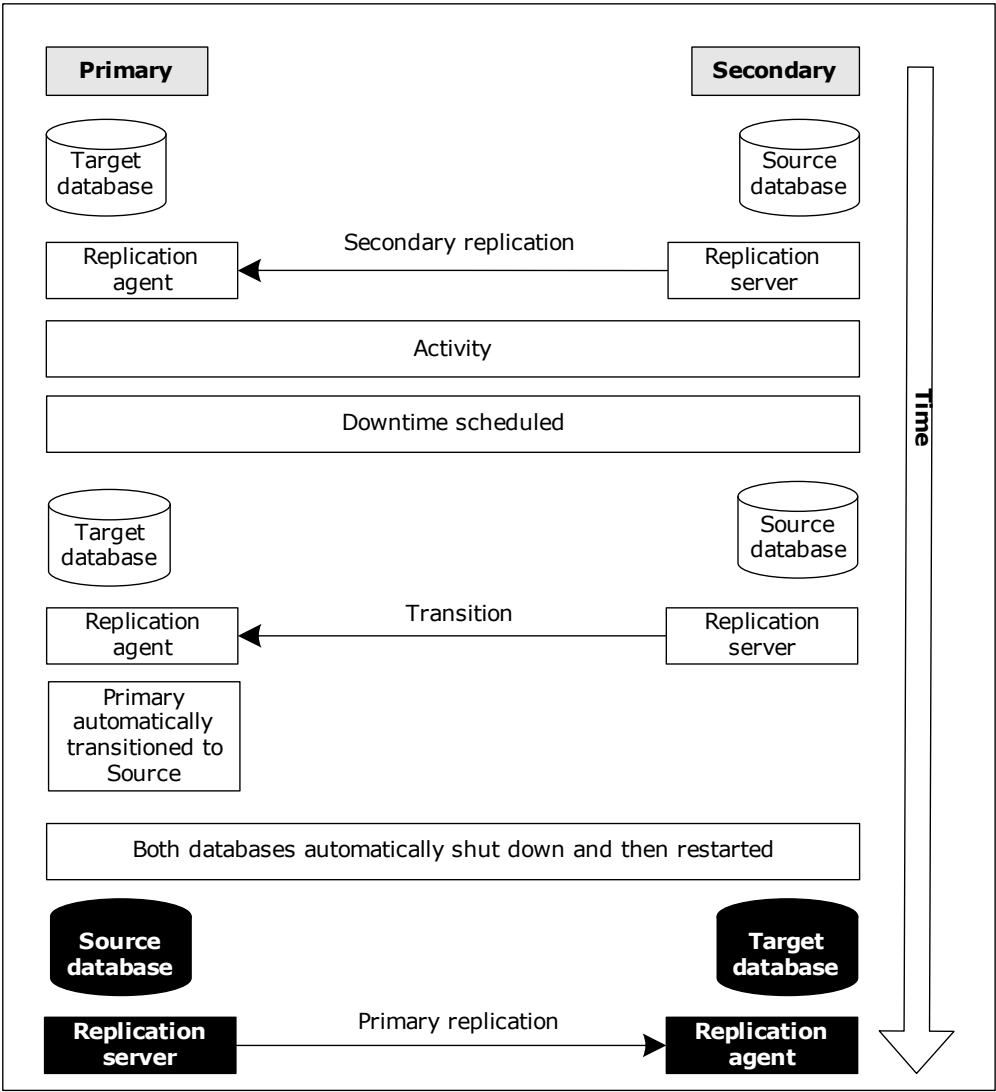 Primary
Secondary
Target
database
Source
database
Secondary replication
Replication
agent
Replication
server
Activity
Downtime scheduled
Time
Target
database
Source
database
Transition
Replication
agent
Replication
server
Primary
automatically
transitioned to
Source
Both databases automatically shut down and then restarted
Source
database
Target
database
Primary replication
Replication
server
Replication
agent